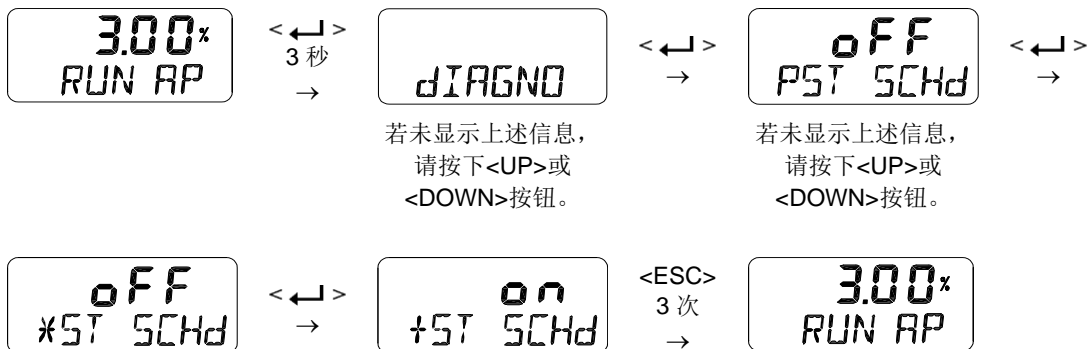 3.00%
RUN AP
<↵>
3 秒
→
dIAGNO
若未显示上述信息，
请按下<UP>或
<DOWN>按钮。
<↵>
→
oFF
PST SCHd
若未显示上述信息，
请按下<UP>或
<DOWN>按钮。
<↵>
→
oFF
*ST SCHd
<↵>
→
on
+ST SCHd
<ESC>
3 次
→
3.00%
RUN AP